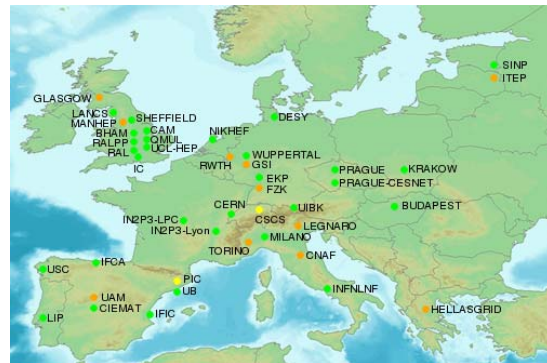 SINP
ITEP
GLASGOW
LANCS
MANHEP
SHEFFIELD
DESY
BHAM
CAM
RALPP
QMUL
NIKHEF
RAL
UCL-HEP
IC
WUPPERTAL
RWTH
GSI
PRAGUE
KRAKOW
EKP
PRAGUE-CESNET
FZK
CERN
UIBK
BUDAPEST
IN2P3-LPC
CSCS
LEGNARO
IN2P3-Lyon
MILANO
TORINO
CNAF
IFCA
USC
PIC
UB
INFNLNF
UAM
CIEMAT
HELLASGRID
LIP
IFIC